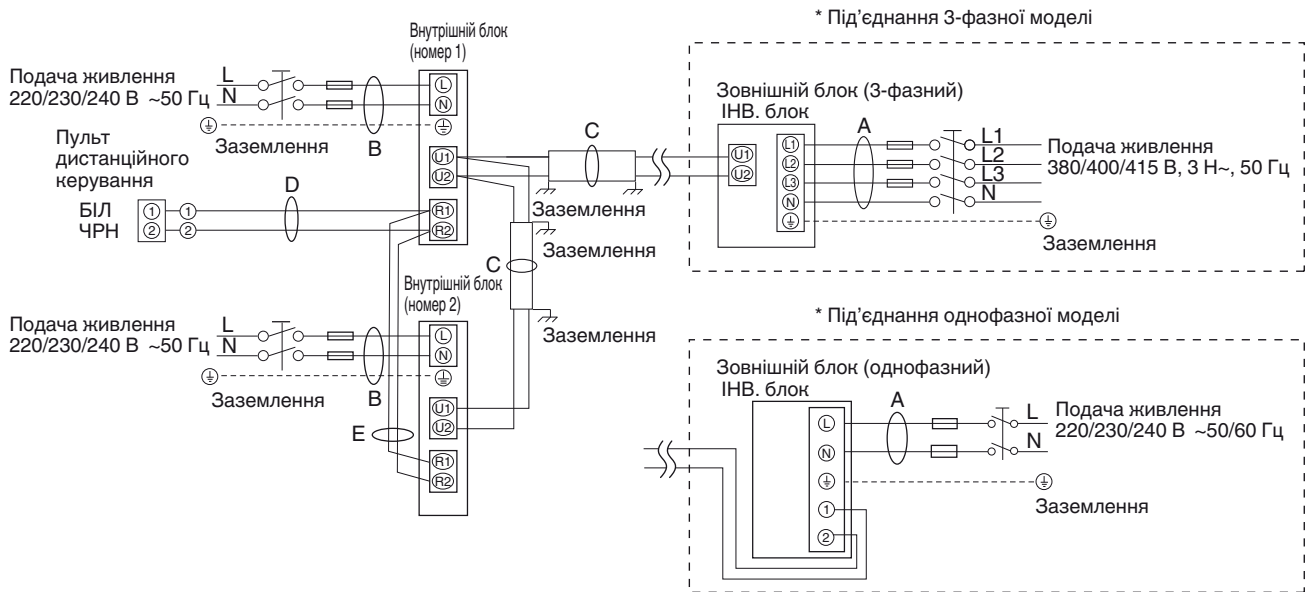 * Під'єднання 3-фазної моделі
Внутрішній блок
(номер 1)
Подача живлення
220/230/240 В ~50 Гц
L
N
L
N
Заземлення
B
Пульт
дистанційного
керування
D
БІЛ
ЧРН
1
2
1
2
U1
U2
R1
R2
C
Заземлення
Заземлення
C
Заземлення
Зовнішній блок (3-фазний)
ІНВ. блок
U1
U2
L1
L2
L3
N
A
L1
L2
L3
N
Подача живлення
380/400/415 В, 3 Н~, 50 Гц
Заземлення
Внутрішній блок
(номер 2)
Подача живлення
220/230/240 В ~50 Гц
L
N
L
N
Заземлення
B
E
U1
U2
R1
R2
* Під'єднання однофазної моделі
Зовнішній блок (однофазний)
ІНВ. блок
L
N
1
2
A
L
N
Подача живлення
220/230/240 В ~50/60 Гц
Заземлення